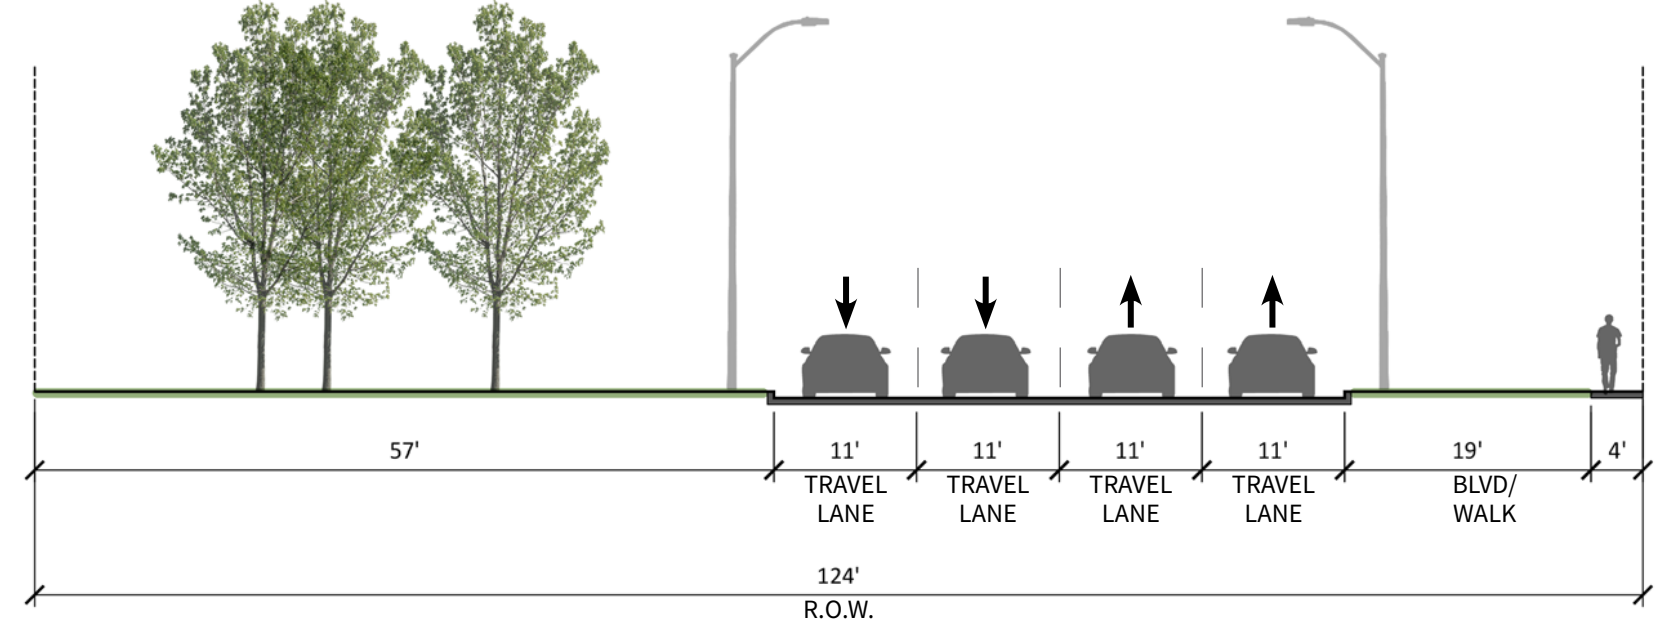 57' 11' 11' 11' 11' 19' 4'
TRAVEL LANE
TRAVEL LANE
TRAVEL LANE
TRAVEL LANE
BLVD/
WALK
124'
R.O.W.